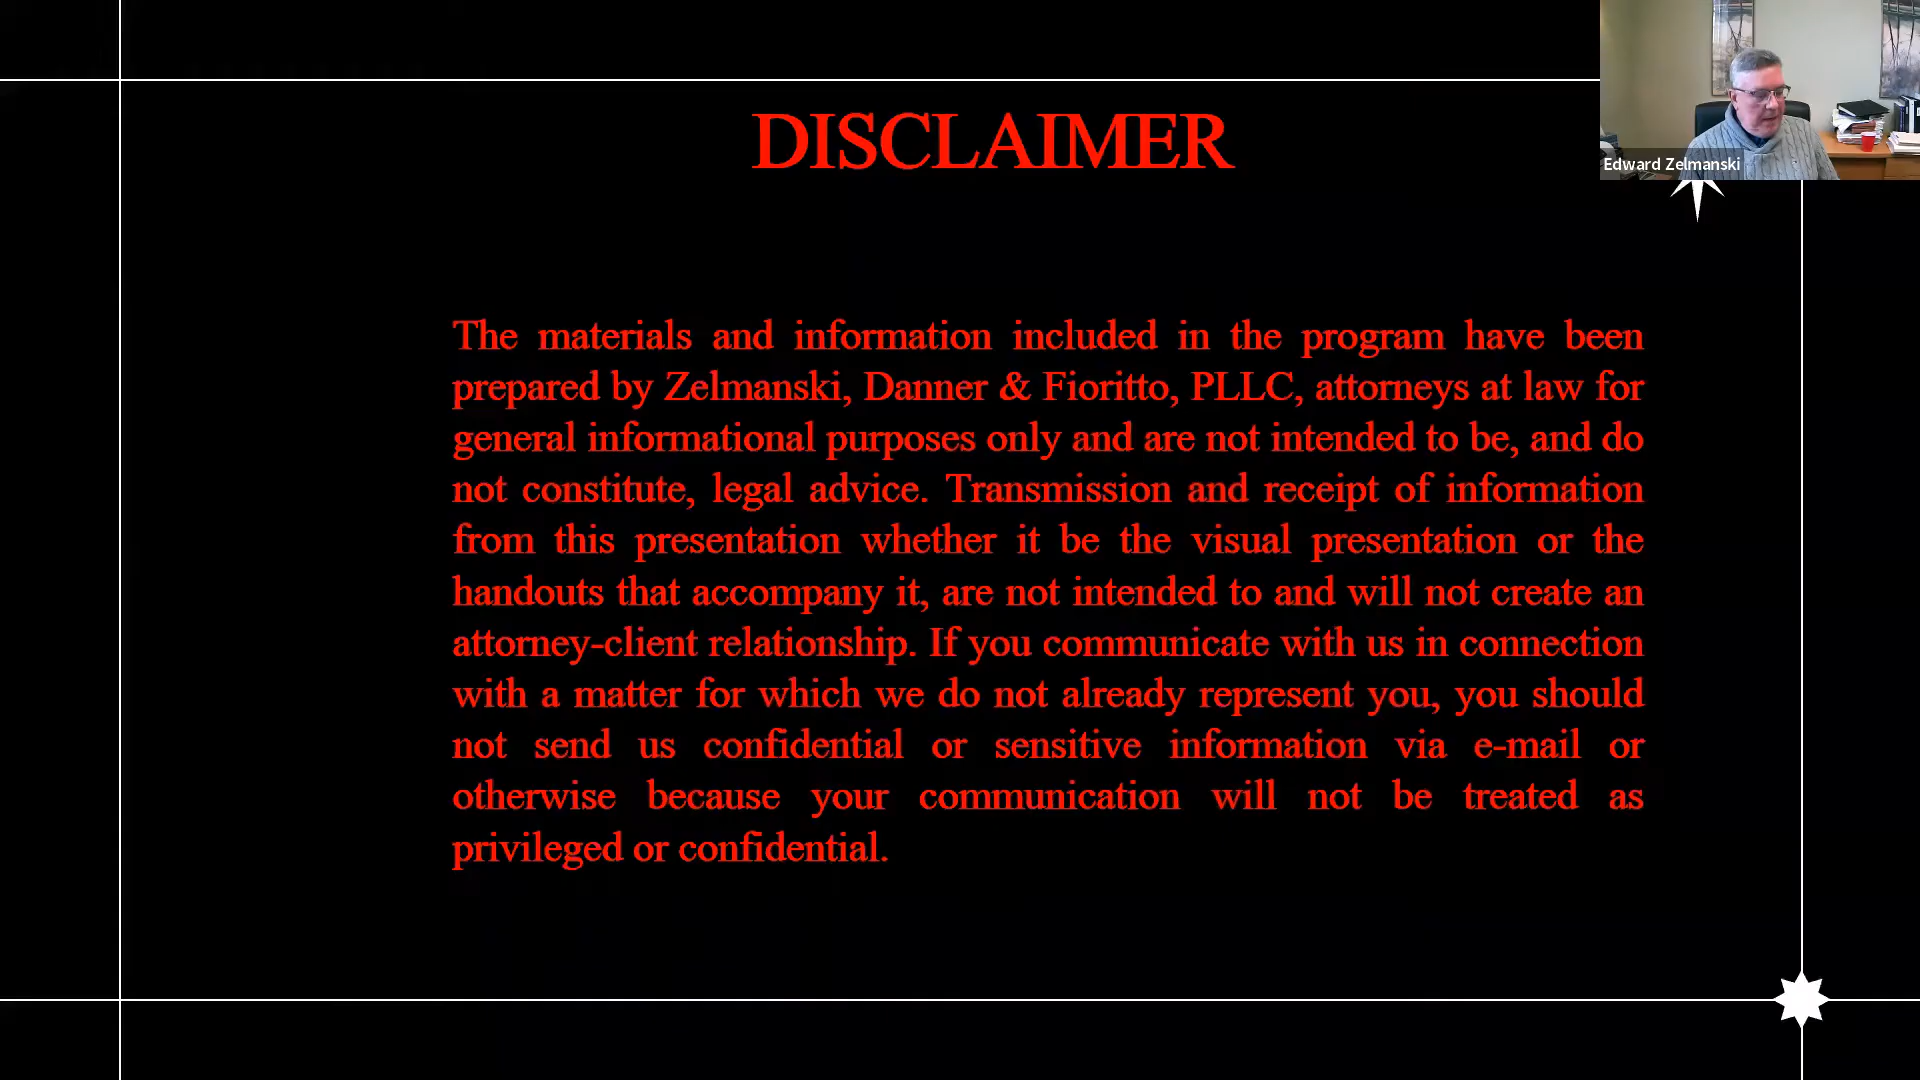 DISCLAIMER
Edward Zelmanski
The materials and information included in the program have been
prepared by Zelmanski, Danner & Fioritto, PLLC, attorneys at law for
general informational purposes only and are not intended to be, and do
not constitute, legal advice. Transmission and receipt of information
from this presentation whether it be the visual presentation or the
handouts that accompany it, are not intended to and will not create an
attorney-client relationship. If you communicate with us in connection
with a matter for which we do not already represent you, you should
not send us confidential or sensitive information via e-mail or
otherwise because your communication will not be treated as
privileged or confidential.